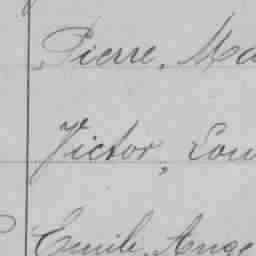 Pierre, Ma
Victor, Lou
Emile, Ange